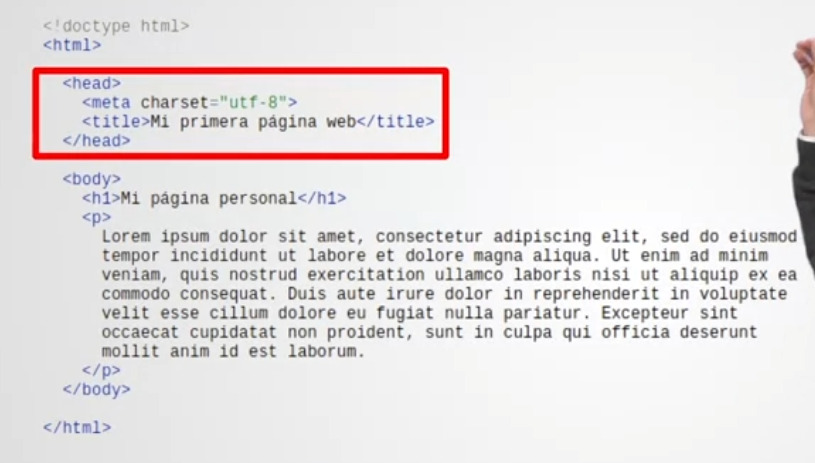 <!doctype html>
<html>
<head>
<meta charset="utf-8">
<title>Mi primera página web</title>
</head>
<body>
<h1>Mi página personal</h1>
<p>
Lorem ipsum dolor sit amet, consectetur adipiscing elit, sed do eiusmod
tempor incididunt ut labore et dolore magna aliqua. Ut enim ad minim
veniam, quis nostrud exercitation ullamco laboris nisi ut aliquip ex ea
commodo consequat. Duis aute irure dolor in reprehenderit in voluptate
velit esse cillum dolore eu fugiat nulla pariatur. Excepteur sint
occaecat cupidatat non proident, sunt in culpa qui officia deserunt
mollit anim id est laborum.
</p>
</body>
</html>